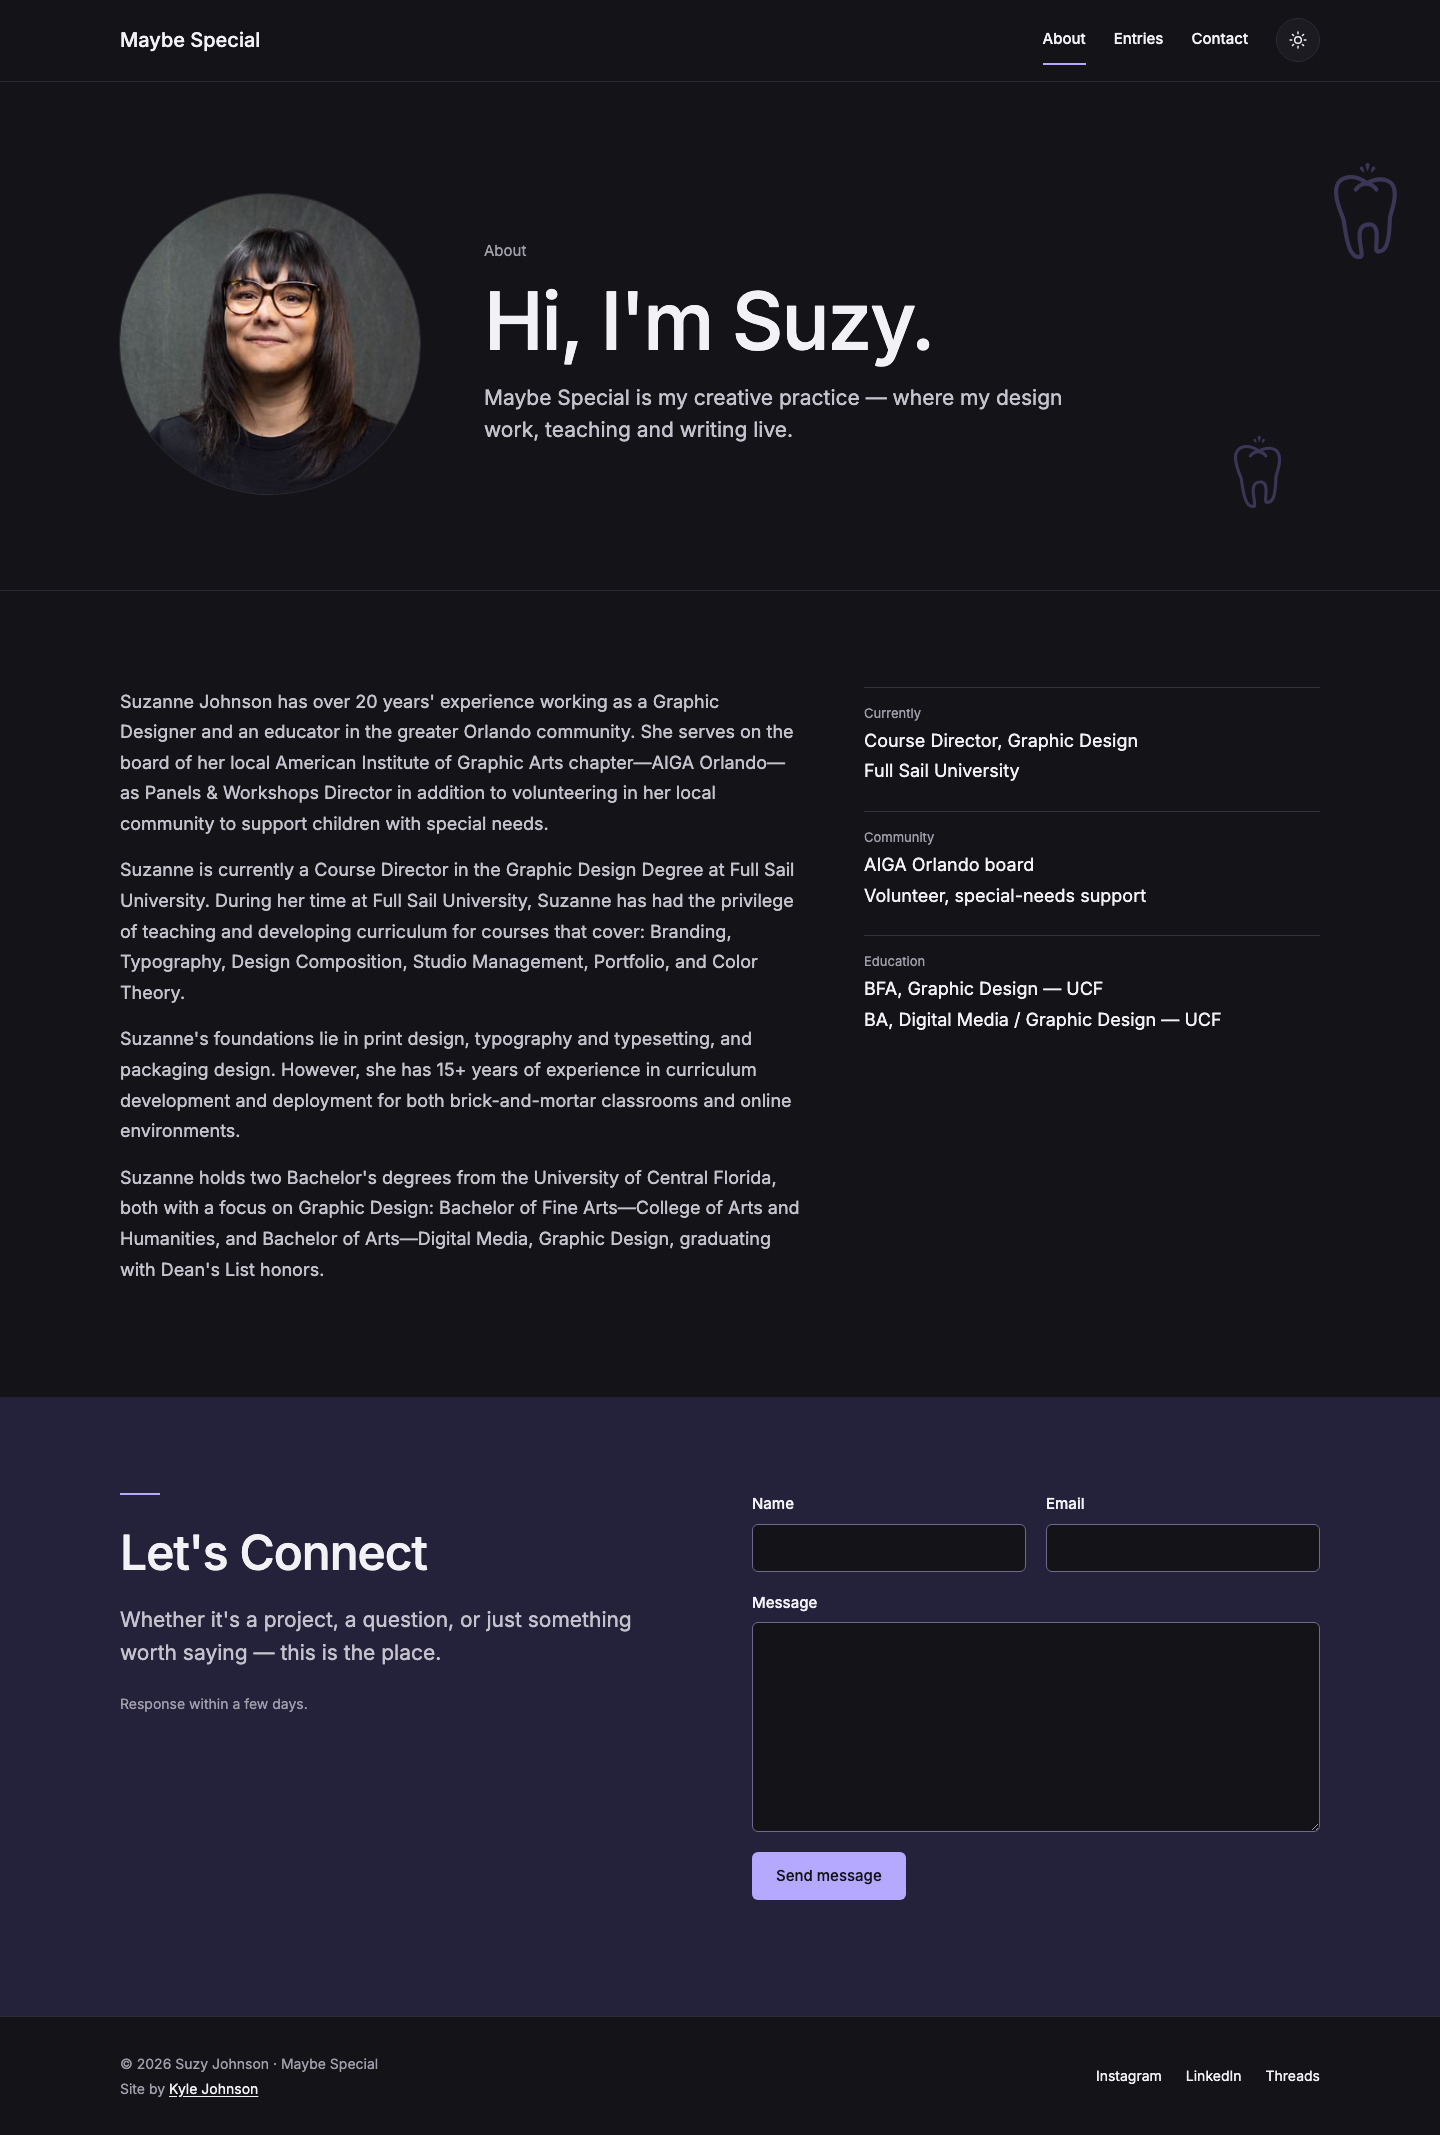 Maybe Special
About
Entries
Contact
About
Hi, I'm Suzy.
Maybe Special is my creative practice — where my design
work, teaching and writing live.
Suzanne Johnson has over 20 years' experience working as a Graphic
Designer and an educator in the greater Orlando community. She serves on the
board of her local American Institute of Graphic Arts chapter—AIGA Orlando—
as Panels & Workshops Director in addition to volunteering in her local
community to support children with special needs.
Suzanne is currently a Course Director in the Graphic Design Degree at Full Sail
University. During her time at Full Sail University, Suzanne has had the privilege
of teaching and developing curriculum for courses that cover: Branding,
Typography, Design Composition, Studio Management, Portfolio, and Color
Theory.
Suzanne's foundations lie in print design, typography and typesetting, and
packaging design. However, she has 15+ years of experience in curriculum
development and deployment for both brick-and-mortar classrooms and online
environments.
Suzanne holds two Bachelor's degrees from the University of Central Florida,
both with a focus on Graphic Design: Bachelor of Fine Arts—College of Arts and
Humanities, and Bachelor of Arts—Digital Media, Graphic Design, graduating
with Dean's List honors.
Currently
Course Director, Graphic Design
Full Sail University
Community
AIGA Orlando board
Volunteer, special-needs support
Education
BFA, Graphic Design — UCF
BA, Digital Media / Graphic Design — UCF
Let's Connect
Whether it's a project, a question, or just something
worth saying — this is the place.
Response within a few days.
Name
Email
Message
Send message
© 2026 Suzy Johnson · Maybe Special
Site by Kyle Johnson
Instagram
LinkedIn
Threads